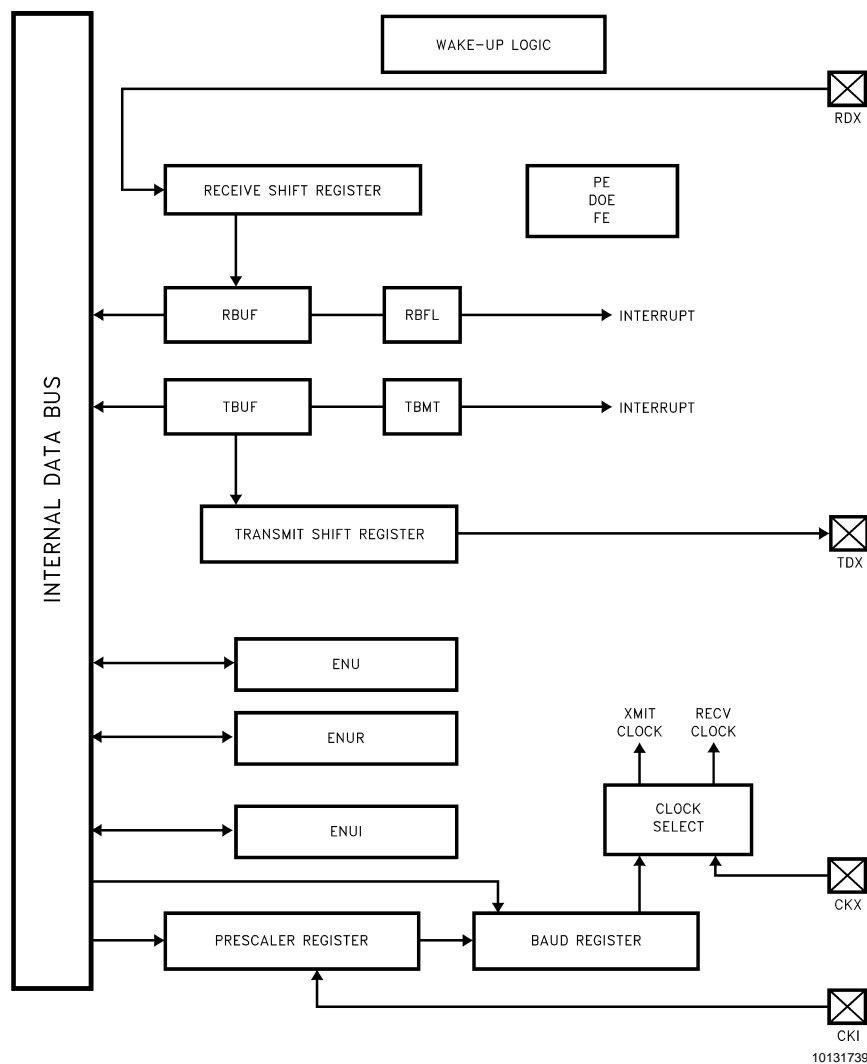 WAKE-UP LOGIC
RDX
RECEIVE SHIFT REGISTER
PE
DOE
FE
RBUF
RBFL
INTERRUPT
INTERNAL DATA BUS
TBUF
TBMT
INTERRUPT
TRANSMIT SHIFT REGISTER
TDX
ENU
XMIT
CLOCK
RECV
CLOCK
ENUR
CLOCK
SELECT
ENUI
CKX
PRESCALER REGISTER
BAUD REGISTER
CKI
10131739